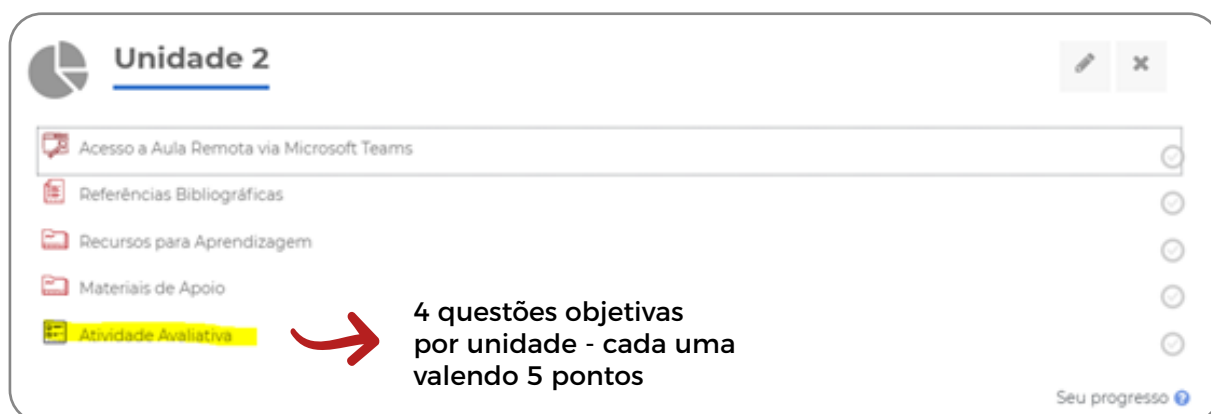 Unidade 2
Acesso a Aula Remota via Microsoft Teams
Referências Bibliográficas
Recursos para Aprendizagem
Materiais de Apoio
Atividade Avaliativa
4 questões objetivas
por unidade - cada uma
valendo 5 pontos
Seu progresso